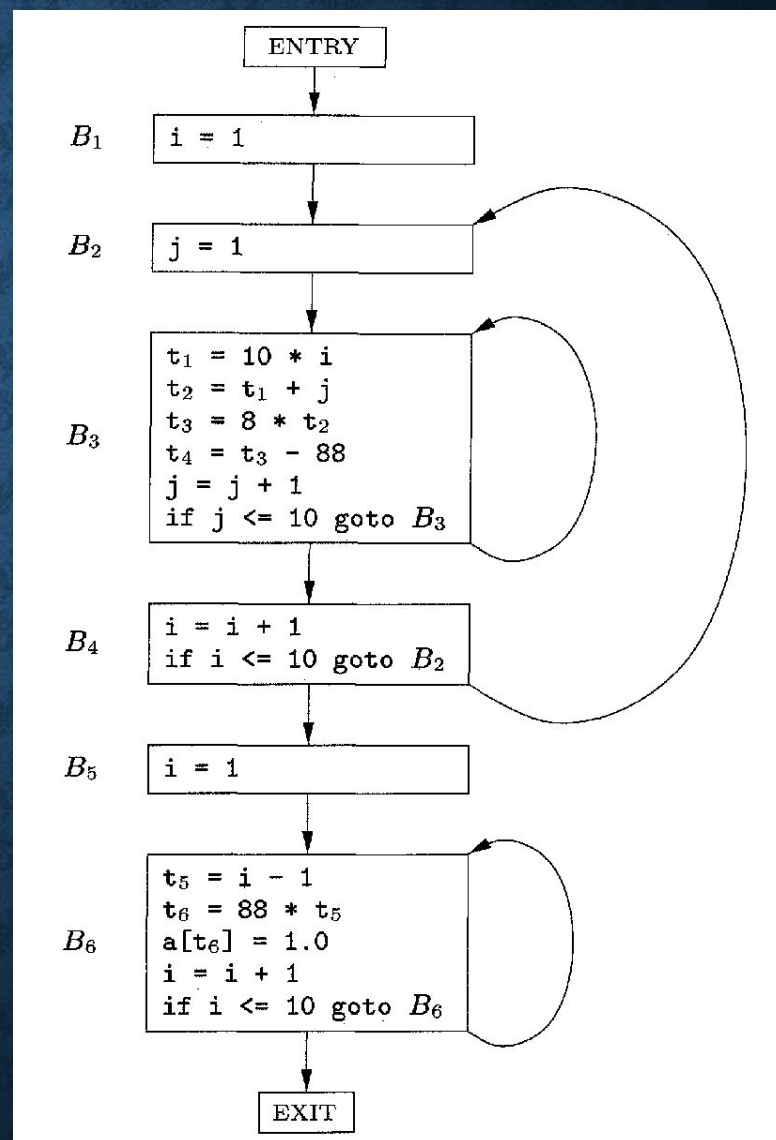 ENTRY
B₁
i = 1
B₂
j = 1
B₃
t₁ = 10 * i
t₂ = t₁ + j
t₃ = 8 * t₂
t₄ = t₃ - 88
j = j + 1
if j <= 10 goto B₃
B₄
i = i + 1
if i <= 10 goto B₂
B₅
i = 1
B₆
t₅ = i - 1
t₆ = 88 * t₅
a[t₆] = 1.0
i = i + 1
if i <= 10 goto B₆
EXIT